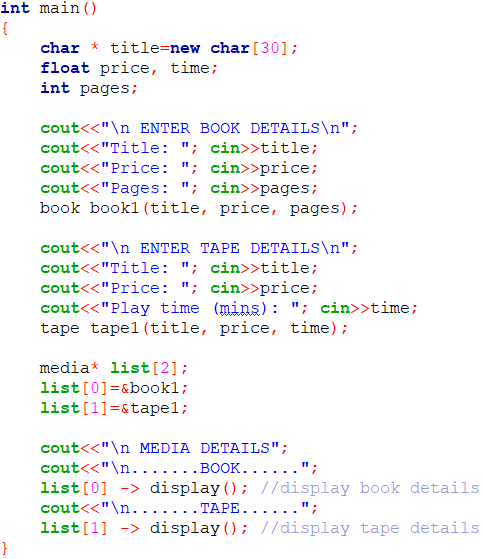 int main()
{
char * title=new char[30];
float price, time;
int pages;
cout<<"\n ENTER BOOK DETAILS\n";
cout<<"Title: "; cin>>title;
cout<<"Price: "; cin>>price;
cout<<"Pages: "; cin>>pages;
book book1(title, price, pages);
cout<<"\n ENTER TAPE DETAILS\n";
cout<<"Title: "; cin>>title;
cout<<"Price: "; cin>>price;
cout<<"Play time (mins): "; cin>>time;
tape tape1(title, price, time);
media* list[2];
list[0]=&book1;
list[1]=&tape1;
cout<<"\n MEDIA DETAILS";
cout<<"\n.......BOOK......";
list[0] -> display(); //display book details
cout<<"\n.......TAPE......";
list[1] -> display(); //display tape details
}